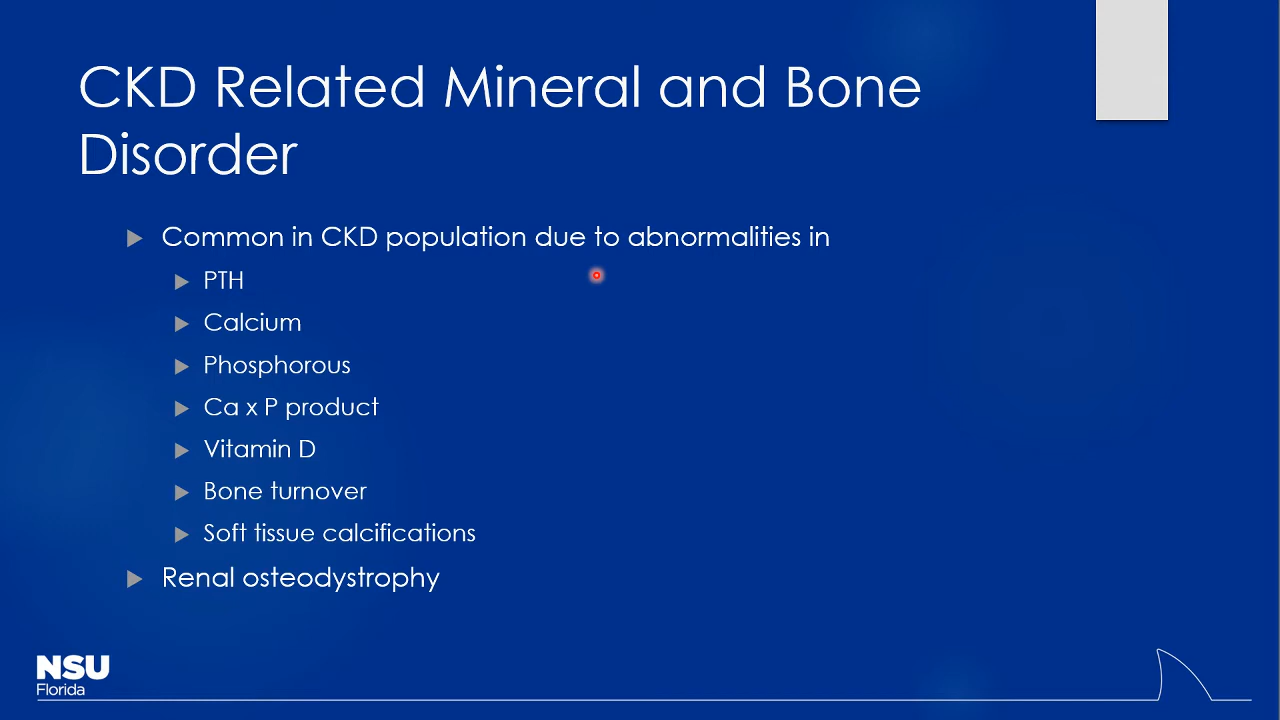 CKD Related Mineral and Bone
Disorder
Common in CKD population due to abnormalities in
PTH
Calcium
Phosphorous
Ca x P product
Vitamin D
Bone turnover
Soft tissue calcifications
Renal osteodystrophy
NSU
Florida